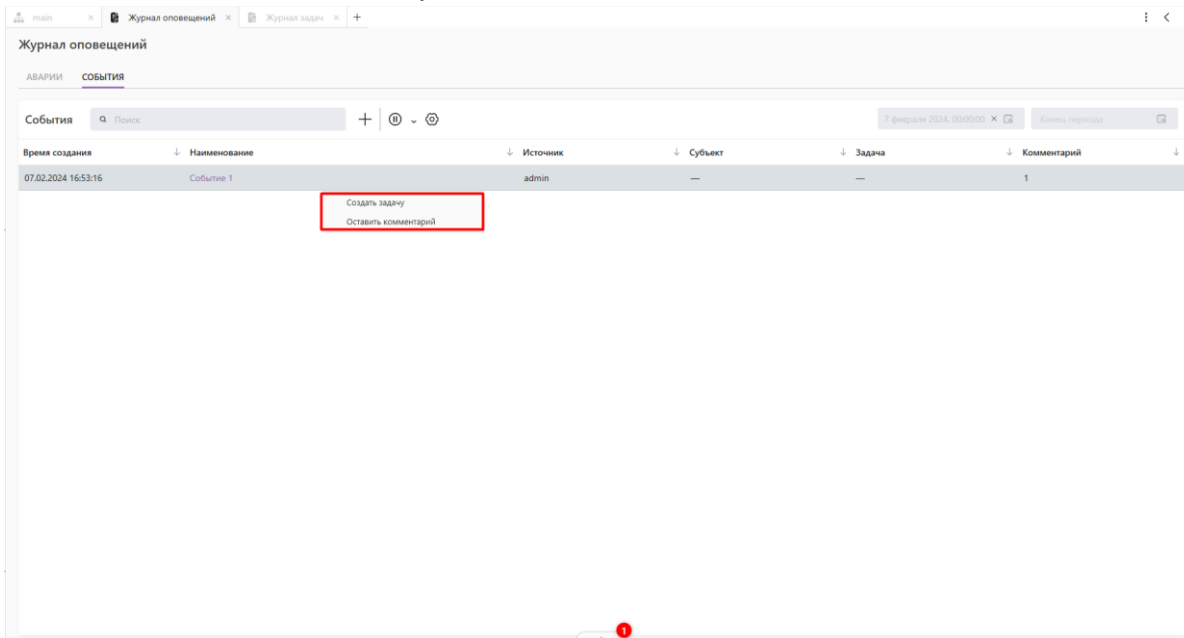 main Журнал оповещений Журнал задач
Журнал оповещений
АВАРИИ СОБЫТИЯ
События Поиск 7 февраля 2024, 00:00:00 Конец периода
Время создания Наименование Источник Субъект Задача Комментарий
07.02.2024 16:53:16 Событие 1 admin — — 1
Создать задачу
Оставить комментарий
1